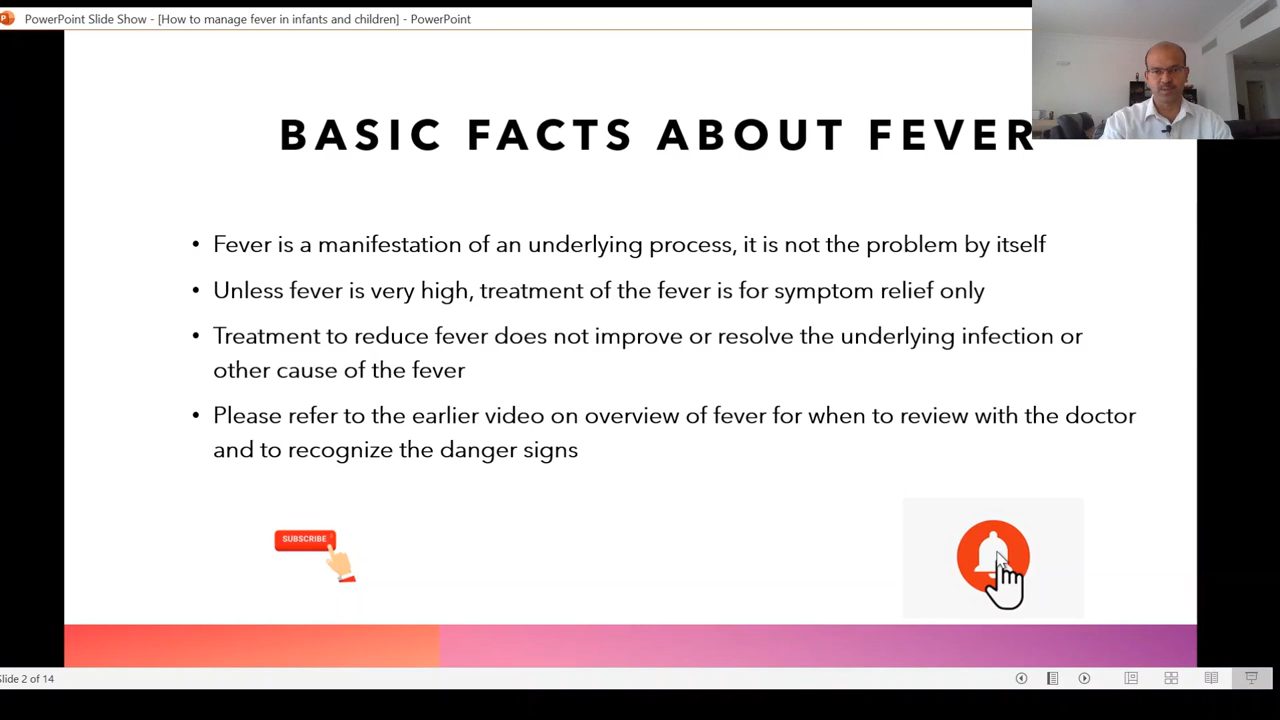 PowerPoint Slide Show - [How to manage fever in infants and children] - PowerPoint
BASIC FACTS ABOUT FEVER
• Fever is a manifestation of an underlying process, it is not the problem by itself
• Unless fever is very high, treatment of the fever is for symptom relief only
• Treatment to reduce fever does not improve or resolve the underlying infection or
other cause of the fever
• Please refer to the earlier video on overview of fever for when to review with the doctor
and to recognize the danger signs
SUBSCRIBE
Slide 2 of 14